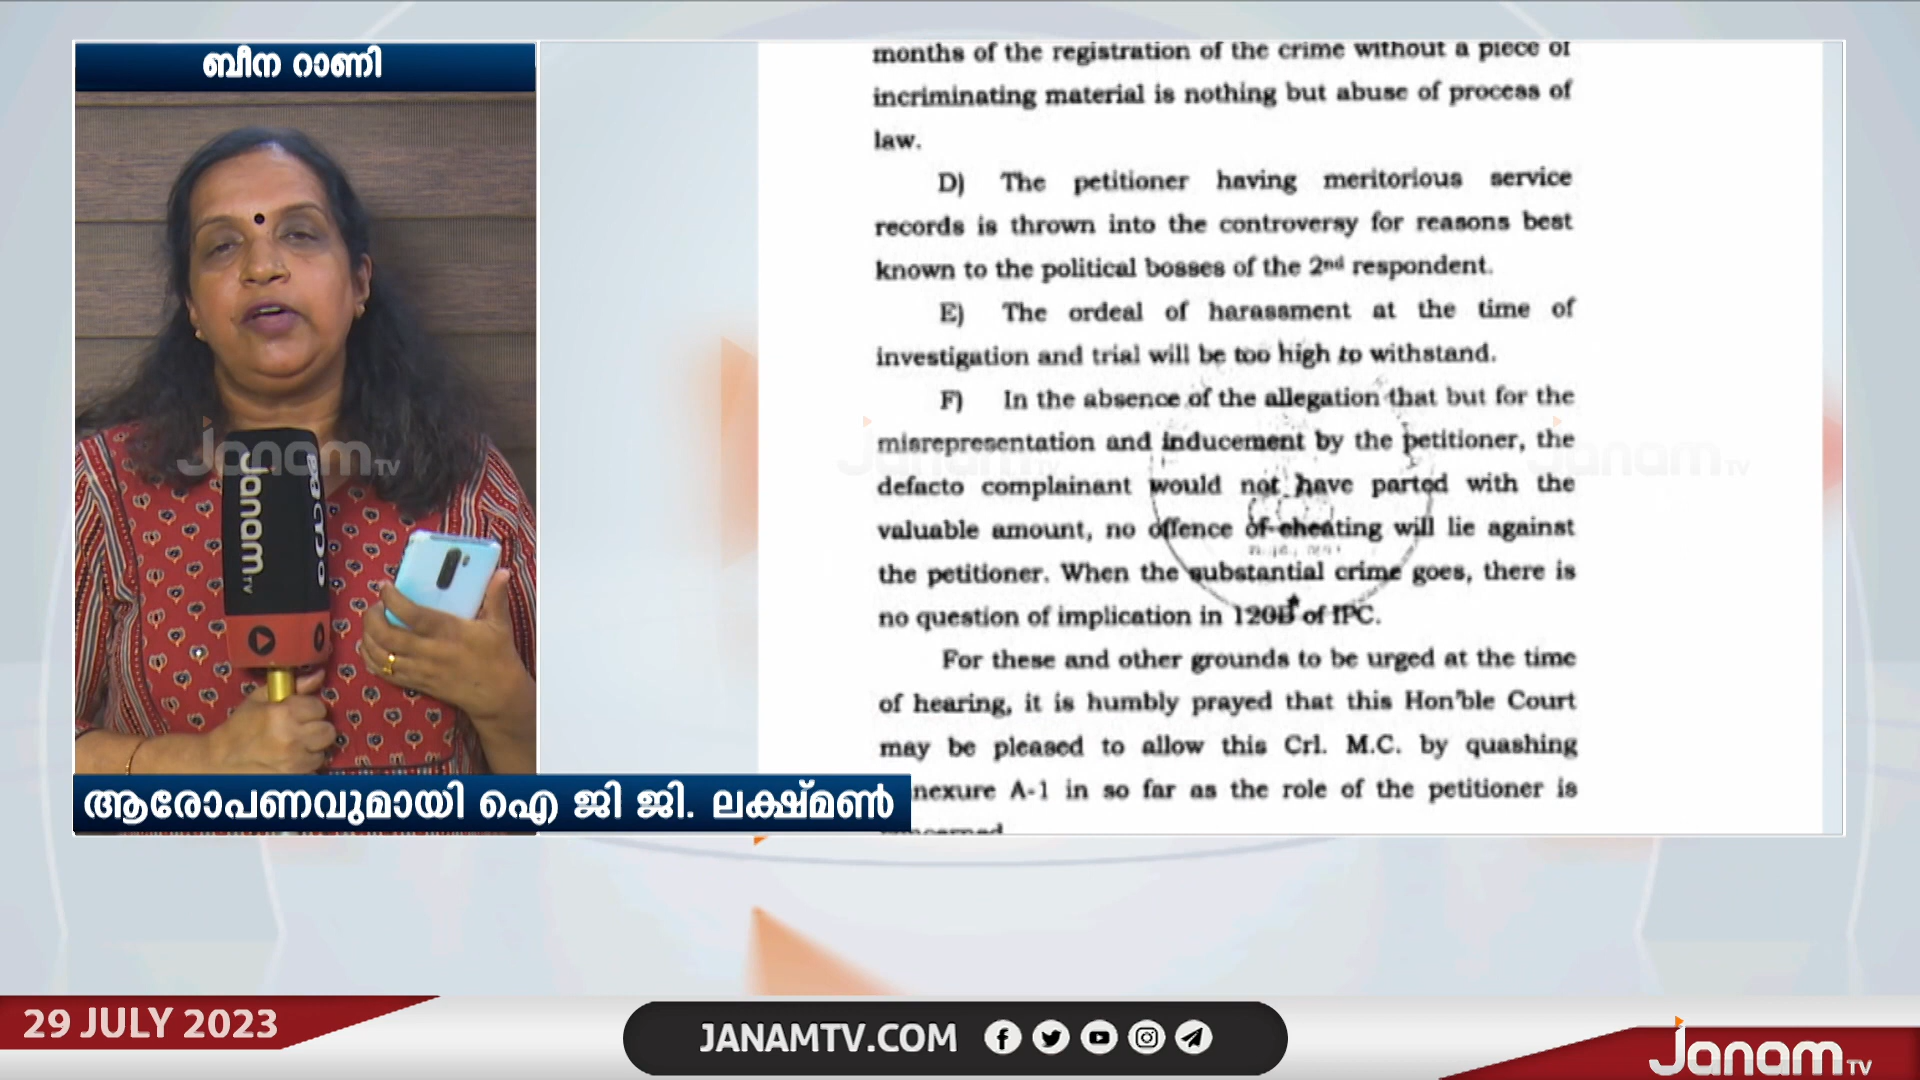 ബീന റാണി
months of the registration of the crime without a piece of
incriminating material is nothing but abuse of process of
law.
D) The petitioner having meritorious service
records is thrown into the controversy for reasons best
known to the political bosses of the 2nd respondent.
E) The ordeal of harassment at the time of
investigation and trial will be too high to withstand.
F) In the absence of the allegation that but for the
misrepresentation and inducement by the petitioner, the
defacto complainant would not have parted with the
valuable amount, no offence of cheating will lie against
the petitioner. When the substantial crime goes, there is
no question of implication in 120B of IPC.
For these and other grounds to be urged at the time
of hearing, it is humbly prayed that this Hon'ble Court
may be pleased to allow this Crl. M.C. by quashing
nexure A-1 in so far as the role of the petitioner is
Janam TV
Janam TV
Janam TV
Janam TV
ജനം
ആരോപണവുമായി ഐ ജി ജി. ലക്ഷ്മൺ
29 JULY 2023
JANAMTV.COM
Janam TV